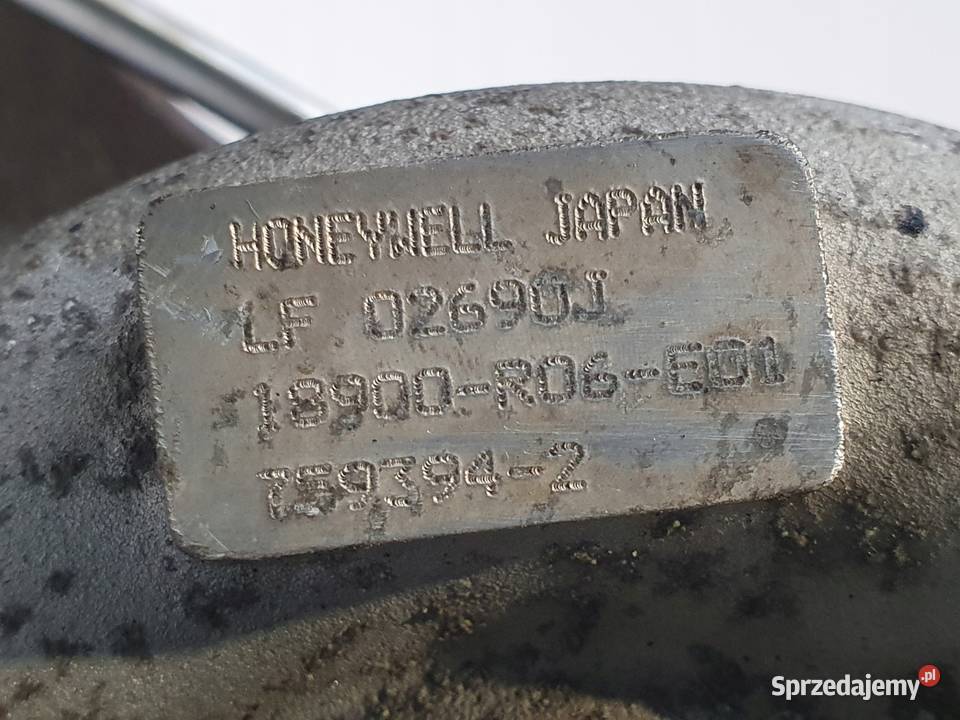 HONEYWELL JAPAN
LF 02690J
18900-R06-E01
759394-2
Sprzedajemy.pl